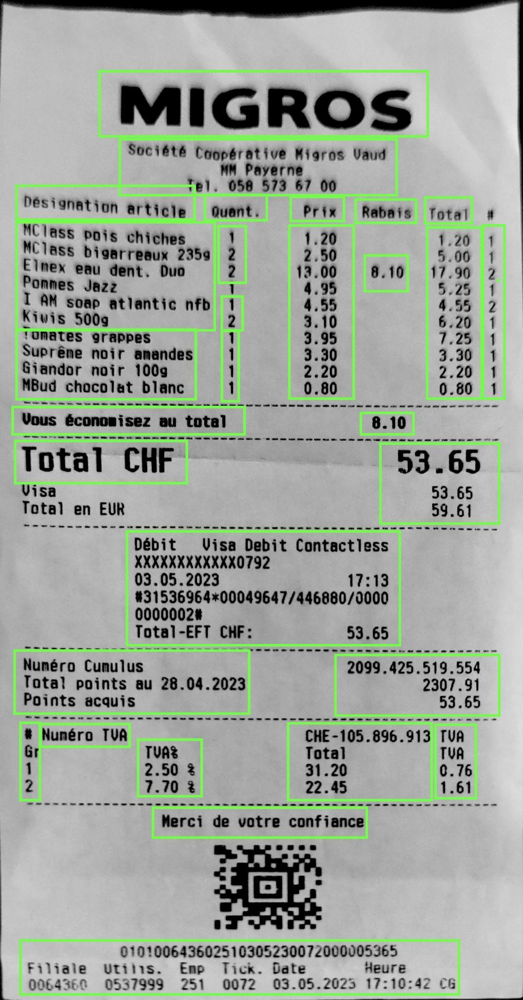 MIGROS
Société Coopérative Migros Vaud
MM Payerne
Tel. 058 573 67 00
Désignation article Quant. Prix Rabais Total #
MClass pois chiches 1 1.20 1.20 1
MClass bigarreaux 235g 2 2.50 5.00 1
Elmex eau dent. Duo 2 13.00 8.10 17.90 2
Pommes Jazz 1 4.95 5.25 1
I AM soap atlantic nfb 1 4.55 4.55 2
Kiwis 500g 2 3.10 6.20 1
Tomates grappes 1 3.95 7.25 1
Suprême noir amandes 1 3.30 3.30 1
Giandor noir 100g 1 2.20 2.20 1
MBud chocolat blanc 1 0.80 0.80 1
Vous économisez au total 8.10
Total CHF 53.65
Visa 53.65
Total en EUR 59.61
Débit Visa Debit Contactless
XXXXXXXXXXXX0792
03.05.2023 17:13
#31536964*00049647/446880/0000
0000002#
Total-EFT CHF: 53.65
Numéro Cumulus 2099.425.519.554
Total points au 28.04.2023 2307.91
Points acquis 53.65
# Numéro TVA CHE-105.896.913 TVA
Gr TVA% Total TVA
1 2.50 % 31.20 0.76
2 7.70 % 22.45 1.61
Merci de votre confiance
010100643602510305230072000005365
Filiale Utilis. Emp Tick. Date Heure
0064360 0537999 251 0072 03.05.2023 17:10:42 CG